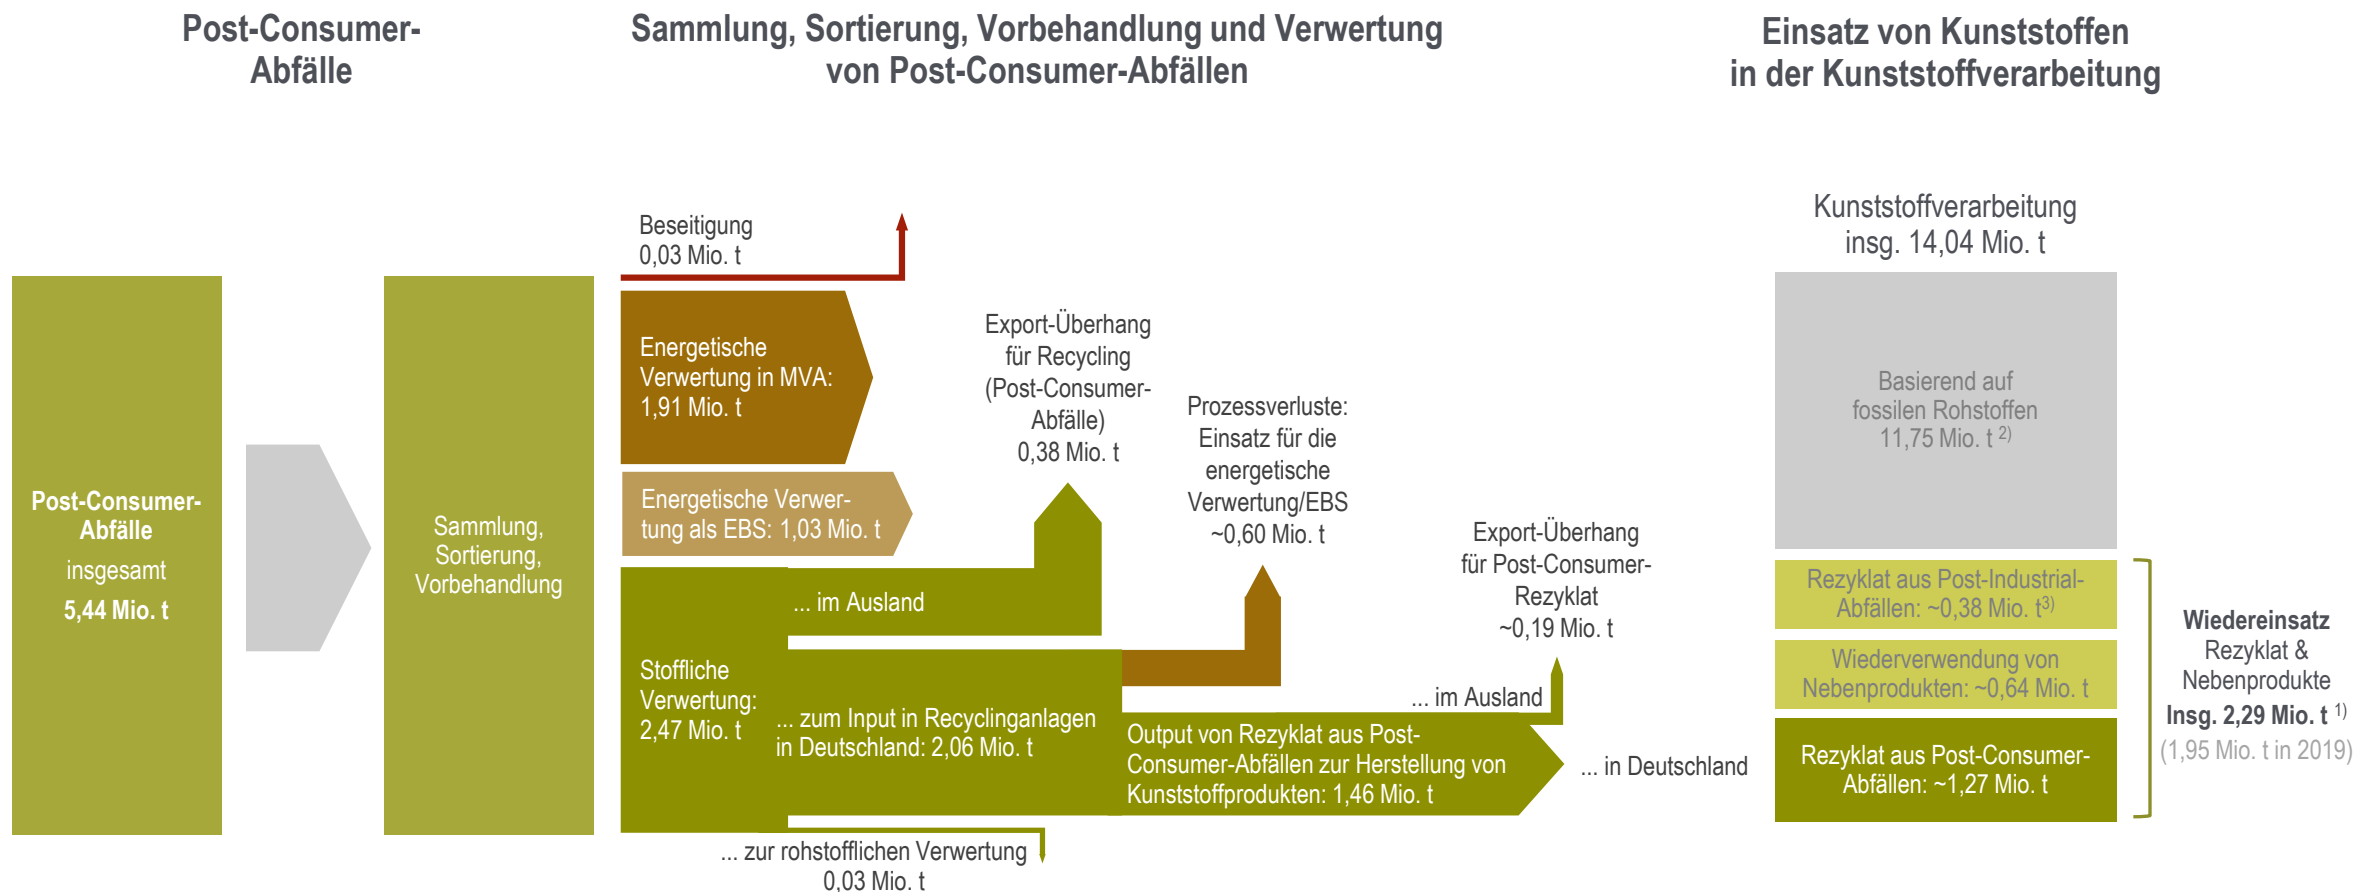 Post-Consumer-
Abfälle
Sammlung, Sortierung, Vorbehandlung und Verwertung
von Post-Consumer-Abfällen
Einsatz von Kunststoffen
in der Kunststoffverarbeitung
Post-Consumer-
Abfälle
insgesamt
5,44 Mio. t
Sammlung,
Sortierung,
Vorbehandlung
Beseitigung
0,03 Mio. t
Energetische
Verwertung in MVA:
1,91 Mio. t
Energetische Verwer-
tung als EBS: 1,03 Mio. t
Stoffliche
Verwertung:
2,47 Mio. t
... im Ausland
Export-Überhang
für Recycling
(Post-Consumer-
Abfälle)
0,38 Mio. t
... zum Input in Recyclinganlagen
in Deutschland: 2,06 Mio. t
... zur rohstofflichen Verwertung
0,03 Mio. t
Prozessverluste:
Einsatz für die
energetische
Verwertung/EBS
~0,60 Mio. t
Output von Rezyklat aus Post-
Consumer-Abfällen zur Herstellung von
Kunststoffprodukten: 1,46 Mio. t
Export-Überhang
für Post-Consumer-
Rezyklat
~0,19 Mio. t
... im Ausland
... in Deutschland
Kunststoffverarbeitung
insg. 14,04 Mio. t
Basierend auf
fossilen Rohstoffen
11,75 Mio. t 2)
Rezyklat aus Post-Industrial-
Abfällen: ~0,38 Mio. t3)
Wiederverwendung von
Nebenprodukten: ~0,64 Mio. t
Rezyklat aus Post-Consumer-
Abfällen: ~1,27 Mio. t
Wiedereinsatz
Rezyklat &
Nebenprodukte
Insg. 2,29 Mio. t 1)
(1,95 Mio. t in 2019)